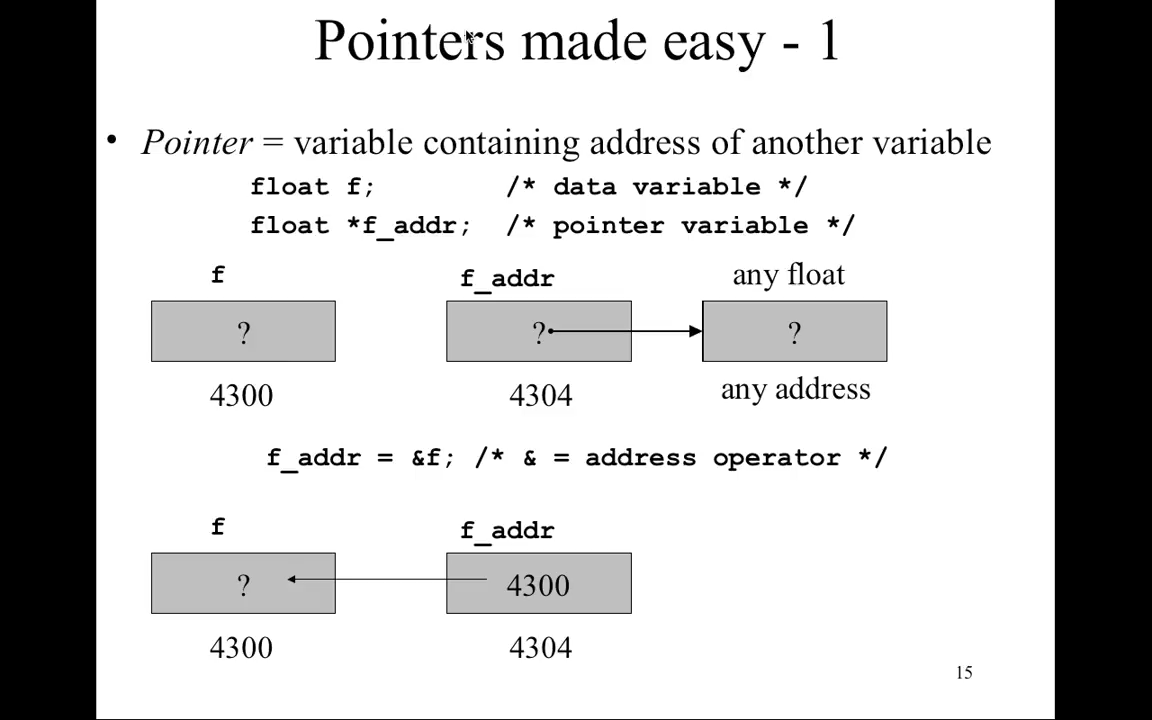 Pointers made easy - 1
• Pointer = variable containing address of another variable
float f; /* data variable */
float *f_addr; /* pointer variable */
f f_addr any float
? ? ?
4300 4304 any address
f_addr = &f; /* & = address operator */
f f_addr
? 4300
4300 4304
15